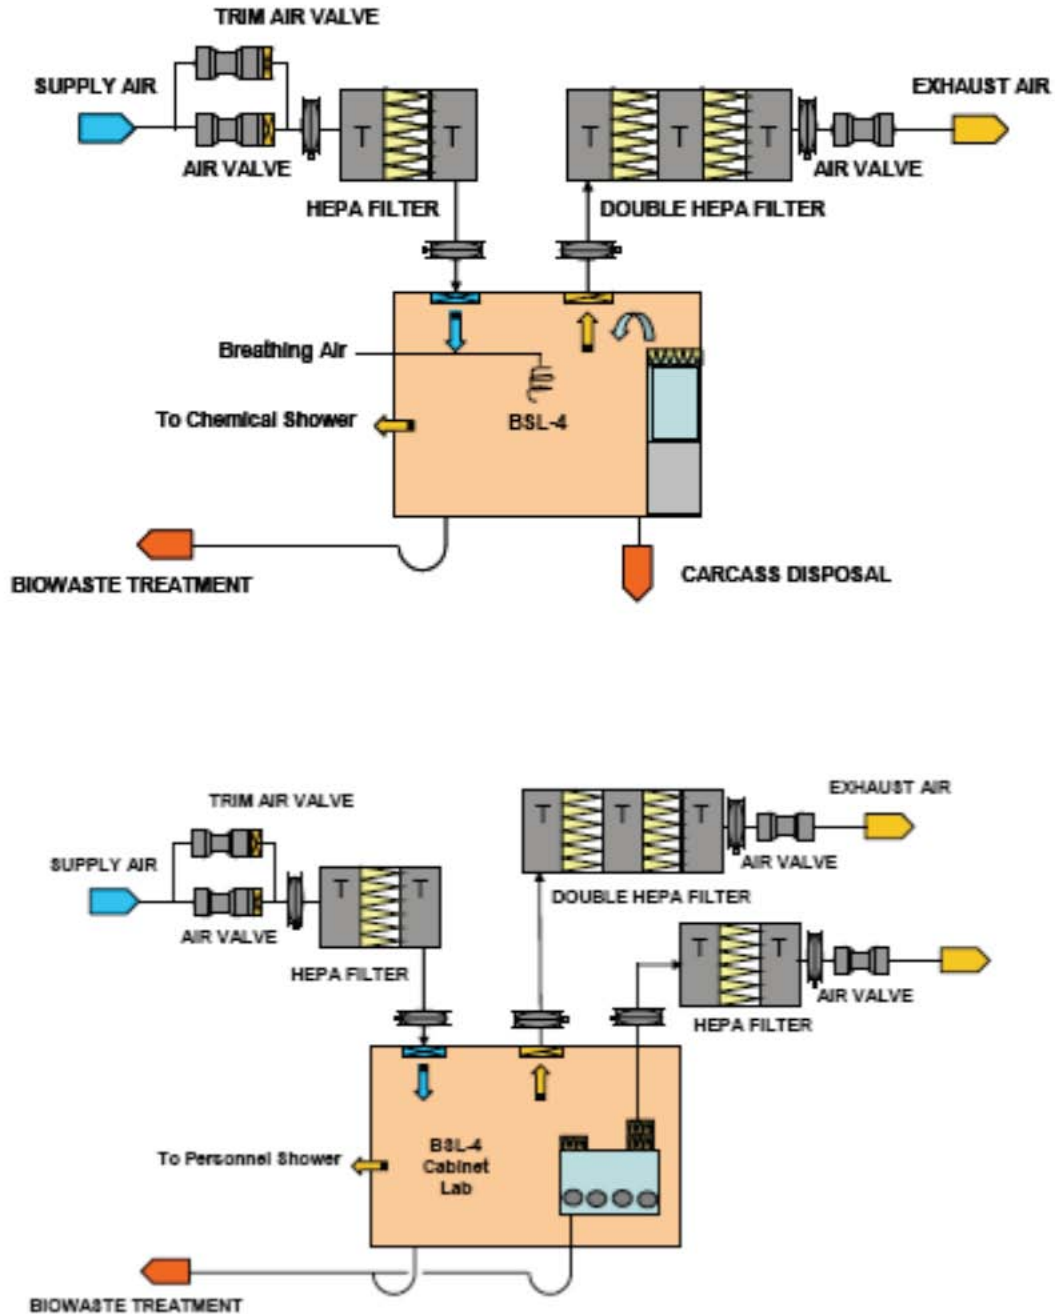 TRIM AIR VALVE
SUPPLY AIR
EXHAUST AIR
T
T
T
T
T
AIR VALVE
AIR VALVE
HEPA FILTER
DOUBLE HEPA FILTER
Breathing Air
To Chemical Shower
BSL-4
BIOWASTE TREATMENT
CARCASS DISPOSAL
TRIM AIR VALVE
EXHAUST AIR
T
T
T
SUPPLY AIR
AIR VALVE
T
T
DOUBLE HEPA FILTER
AIR VALVE
T
T
HEPA FILTER
AIR VALVE
HEPA FILTER
BSL-4
Cabinet
Lab
To Personnel Shower
BIOWASTE TREATMENT